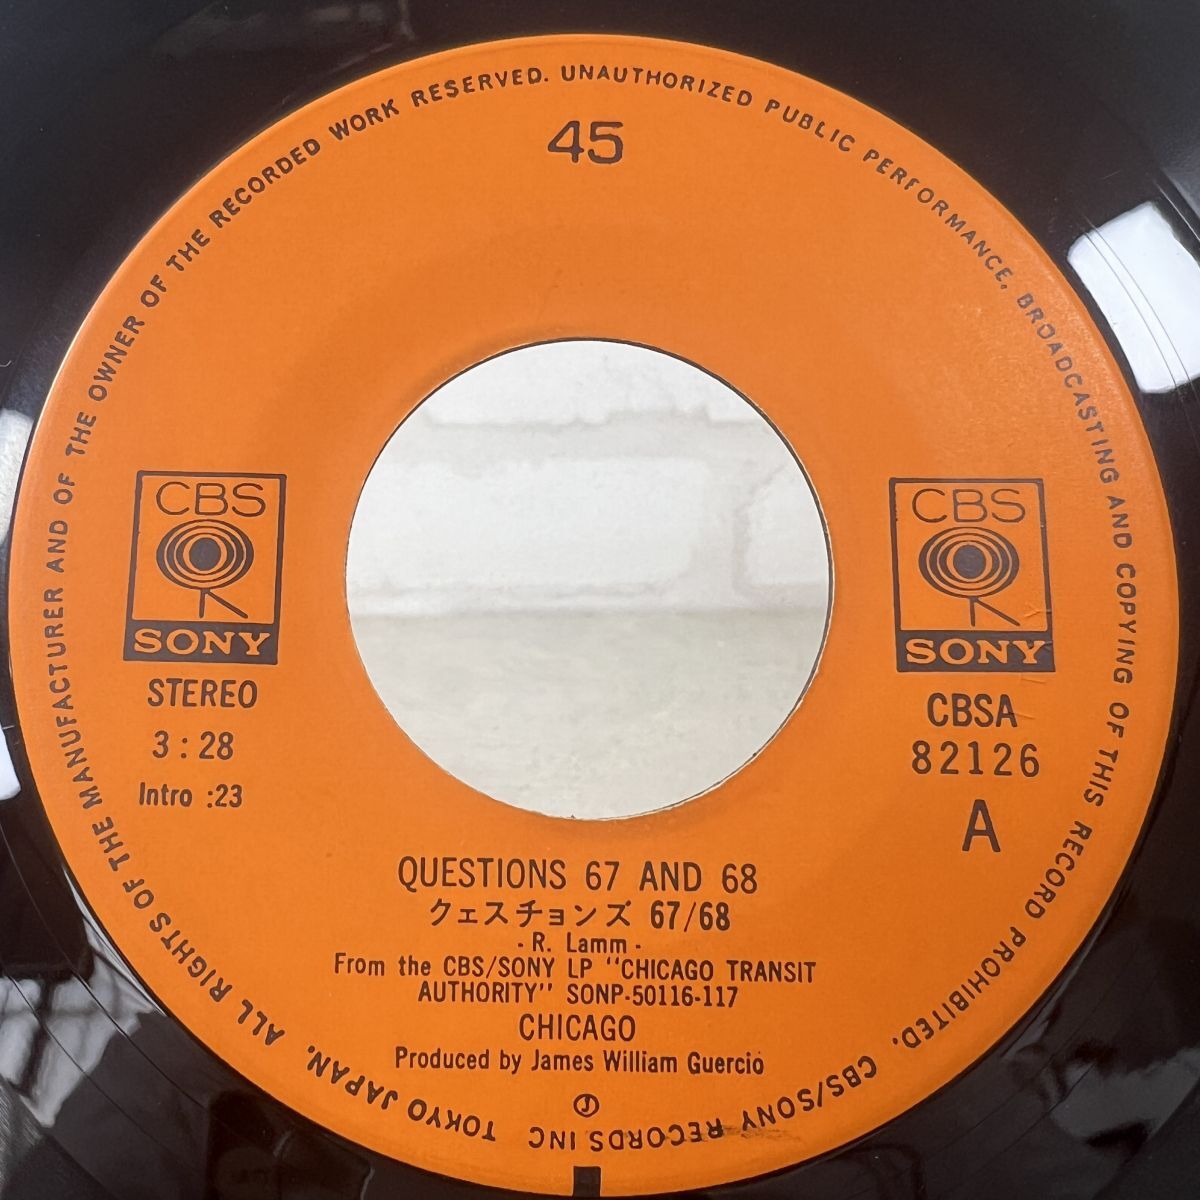 45
ALL RIGHTS OF THE MANUFACTURER AND OF THE OWNER OF THE RECORDED WORK RESERVED. UNAUTHORIZED PUBLIC PERFORMANCE, BROADCASTING AND COPYING OF THIS RECORD PROHIBITED. CBS/SONY RECORDS INC TOKYO JAPAN.
CBS
SONY
STEREO
3:28
Intro :23
CBS
SONY
CBSA
82126
A
QUESTIONS 67 AND 68
クェスチョンズ 67/68
- R. Lamm -
From the CBS/SONY LP "CHICAGO TRANSIT
AUTHORITY" SONP-50116-117
CHICAGO
Produced by James William Guercio